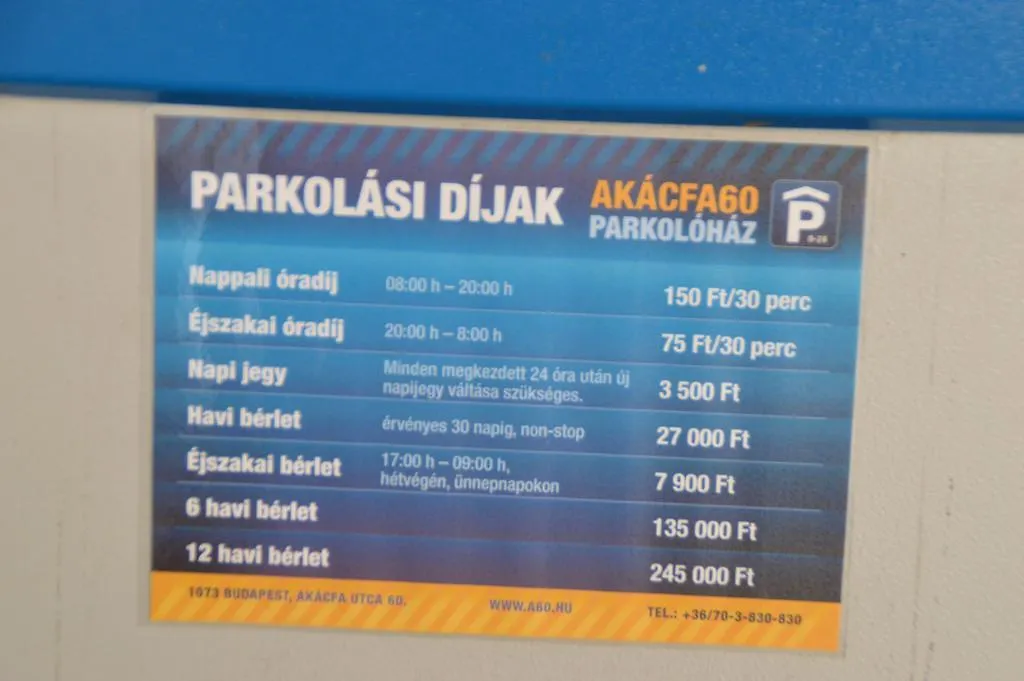 PARKOLÁSI DÍJAK
AKÁCFA60
PARKOLÓHÁZ
P
Nappali óradíj 08:00 h – 20:00 h 150 Ft/30 perc
Éjszakai óradíj 20:00 h – 8:00 h 75 Ft/30 perc
Napi jegy Minden megkezdett 24 óra után új
napijegy váltása szükséges. 3 500 Ft
Havi bérlet érvényes 30 napig, non-stop 27 000 Ft
Éjszakai bérlet 17:00 h – 09:00 h,
hétvégén, ünnepnapokon 7 900 Ft
6 havi bérlet 135 000 Ft
12 havi bérlet 245 000 Ft
1073 BUDAPEST, AKÁCFA UTCA 60. WWW.A60.HU TEL.: +36/70-3-830-830